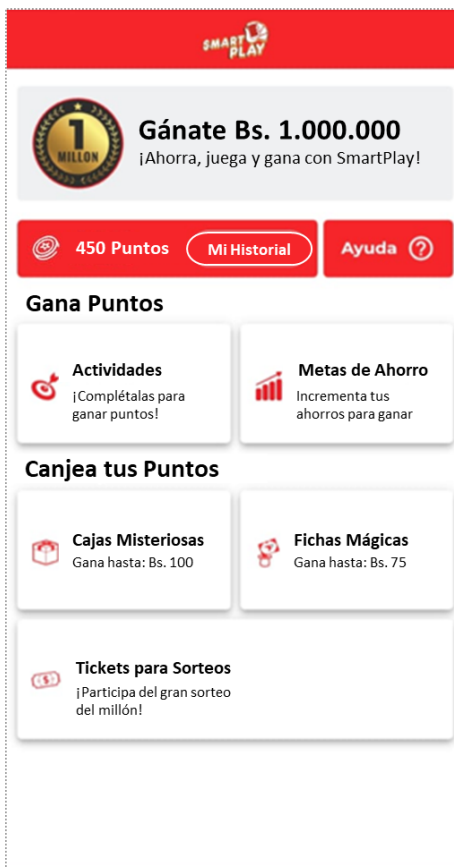 SMART
PLAY
1
MILLON
Gánate Bs. 1.000.000
¡Ahorra, juega y gana con SmartPlay!
450 Puntos
Mi Historial
Ayuda ?
Gana Puntos
Actividades
¡Complétalas para
ganar puntos!
Metas de Ahorro
Incrementa tus
ahorros para ganar
Canjea tus Puntos
Cajas Misteriosas
Gana hasta: Bs. 100
Fichas Mágicas
Gana hasta: Bs. 75
Tickets para Sorteos
¡Participa del gran sorteo
del millón!